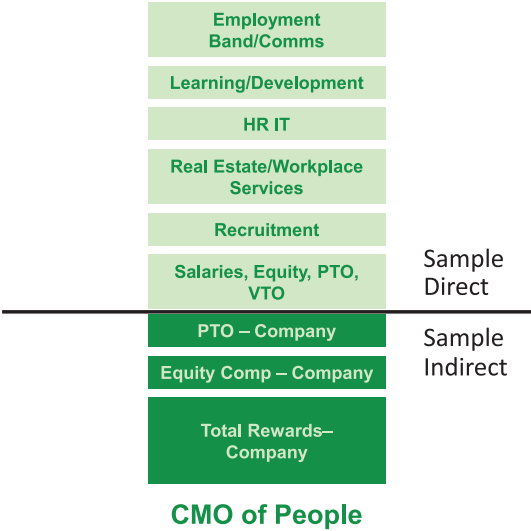 Employment
Band/Comms
Learning/Development
HR IT
Real Estate/Workplace
Services
Recruitment
Salaries, Equity, PTO,
VTO
Sample
Direct
PTO – Company
Sample
Indirect
Equity Comp – Company
Total Rewards–
Company
CMO of People